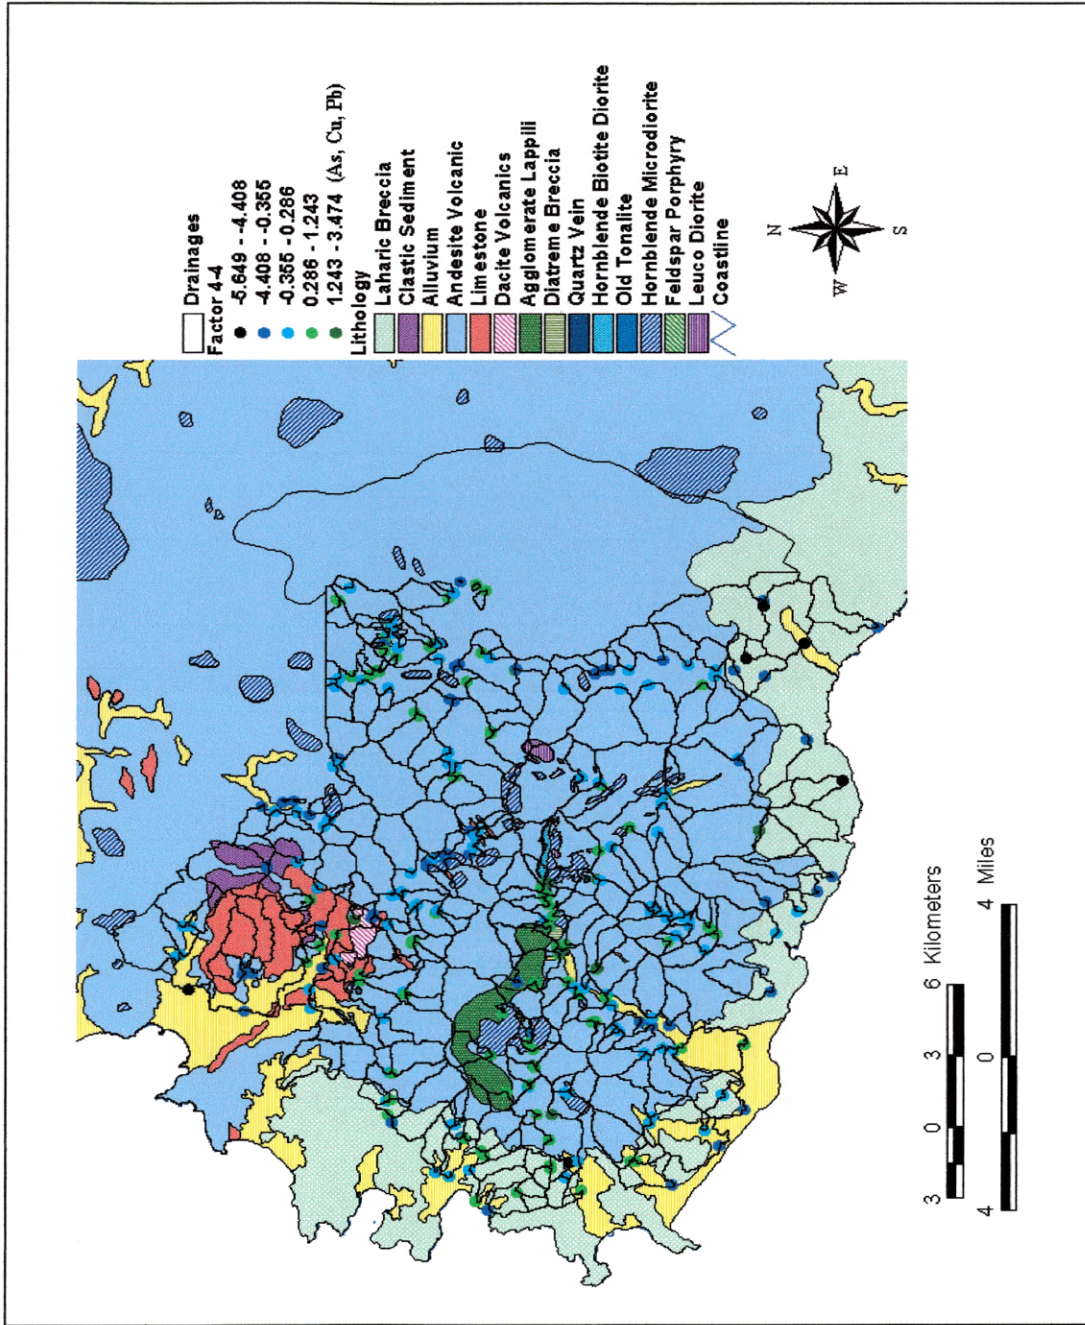 Drainages
Factor 4-4
-5.649 - -4.408
-4.408 - -0.355
-0.355 - 0.286
0.286 - 1.243
1.243 - 3.474 (As, Cu, Pb)
Lithology
Laharic Breccia
Clastic Sediment
Alluvium
Andesite Volcanic
Limestone
Dacite Volcanics
Agglomerate Lappili
Diatreme Breccia
Quartz Vein
Hornblende Biotite Diorite
Old Tonalite
Hornblende Microdiorite
Feldspar Porphyry
Leuco Diorite
Coastline
N
W E
S
3 0 3 6 Kilometers
4 0 4 Miles